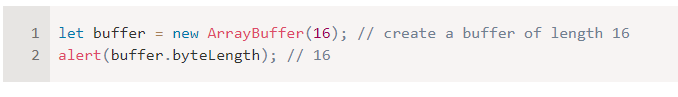 1 let buffer = new ArrayBuffer(16); // create a buffer of length 16
2 alert(buffer.byteLength); // 16